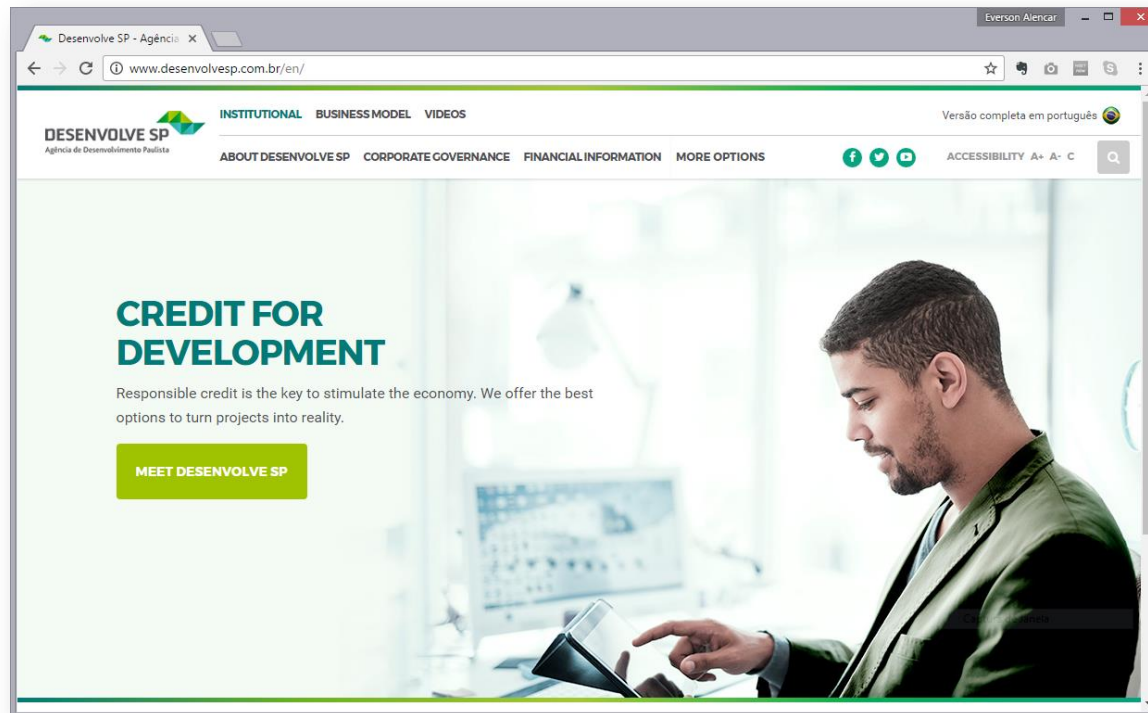 Everson Alencar
Desenvolve SP - Agência
www.desenvolvesp.com.br/en/
DESENVOLVE SP
Agência de Desenvolvimento Paulista
INSTITUTIONAL BUSINESS MODEL VIDEOS
Versão completa em português
ABOUT DESENVOLVE SP CORPORATE GOVERNANCE FINANCIAL INFORMATION MORE OPTIONS
ACCESSIBILITY A+ A- C
CREDIT FOR
DEVELOPMENT
Responsible credit is the key to stimulate the economy. We offer the best
options to turn projects into reality.
MEET DESENVOLVE SP